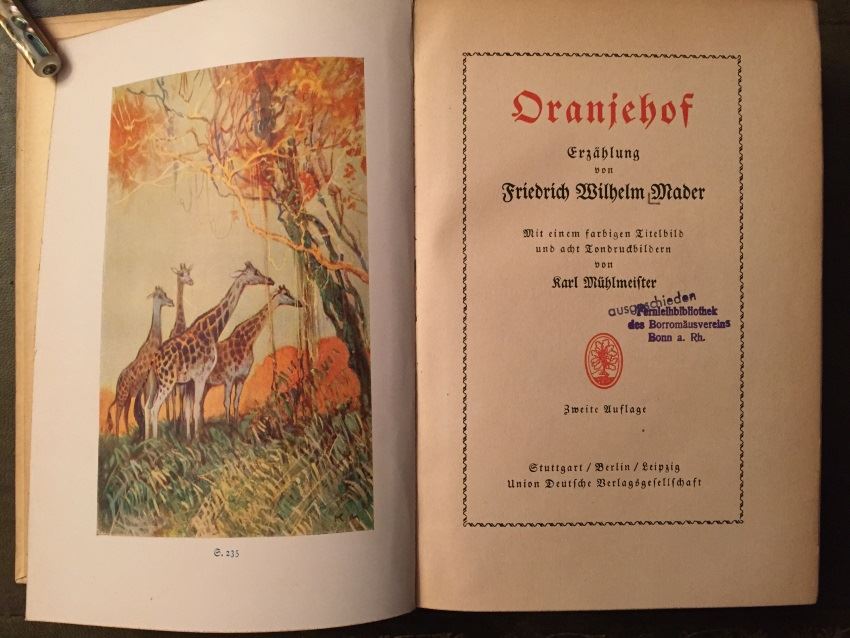 S. 235
Oranjehof
Erzählung
von
Friedrich Wilhelm Mader
Mit einem farbigen Titelbild
und acht Tondruckbildern
von
Karl Mühlmeister
ausgeschieden
Fernleihbibliothek
des Borromäusvereins
Bonn a. Rh.
Zweite Auflage
Stuttgart / Berlin / Leipzig
Union Deutsche Verlagsgesellschaft